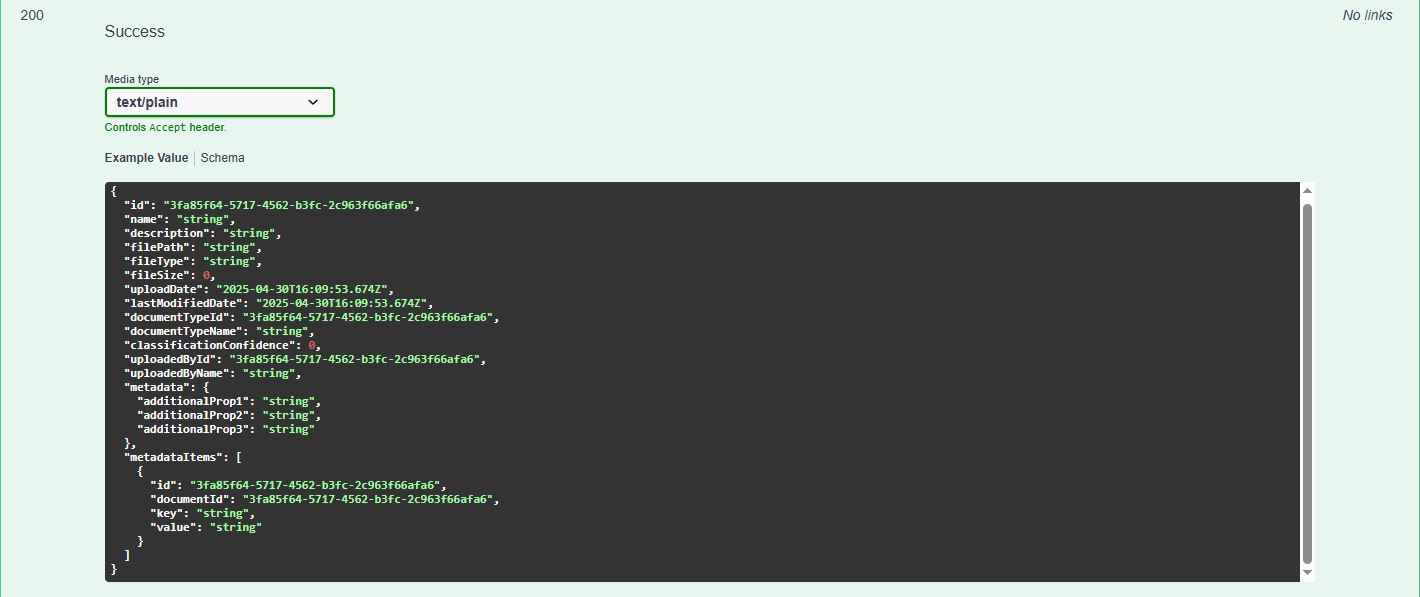 200
No links
Success
Media type
text/plain
Controls Accept header.
Example Value
Schema
{
  "id": "3fa85f64-5717-4562-b3fc-2c963f66afa6",
  "name": "string",
  "description": "string",
  "filePath": "string",
  "fileType": "string",
  "fileSize": 0,
  "uploadDate": "2025-04-30T16:09:53.674Z",
  "lastModifiedDate": "2025-04-30T16:09:53.674Z",
  "documentTypeId": "3fa85f64-5717-4562-b3fc-2c963f66afa6",
  "documentTypeName": "string",
  "classificationConfidence": 0,
  "uploadedById": "3fa85f64-5717-4562-b3fc-2c963f66afa6",
  "uploadedByName": "string",
  "metadata": {
    "additionalProp1": "string",
    "additionalProp2": "string",
    "additionalProp3": "string"
  },
  "metadataItems": [
    {
      "id": "3fa85f64-5717-4562-b3fc-2c963f66afa6",
      "documentId": "3fa85f64-5717-4562-b3fc-2c963f66afa6",
      "key": "string",
      "value": "string"
    }
  ]
}